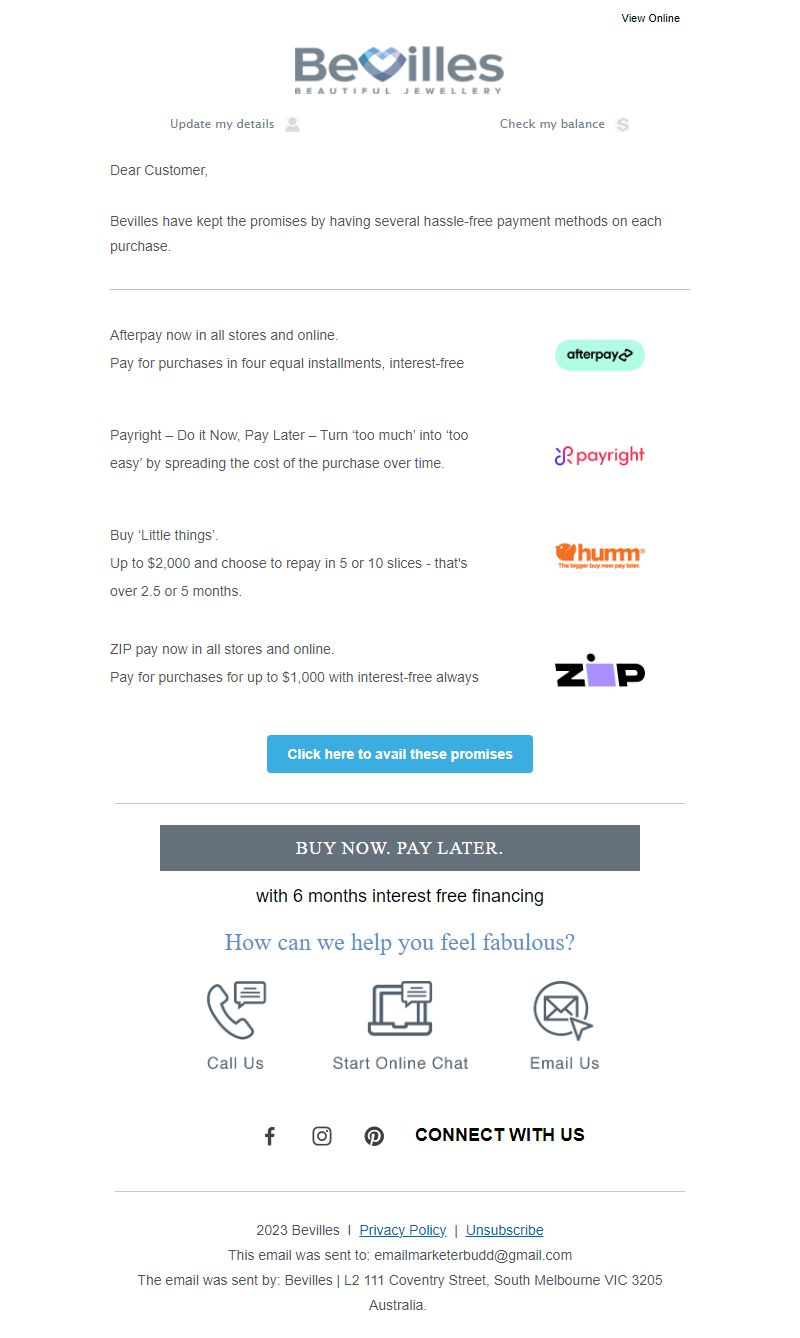 View Online
Bevilles
BEAUTIFUL JEWELLERY
Update my details
Check my balance $
Dear Customer,
Bevilles have kept the promises by having several hassle-free payment methods on each
purchase.
Afterpay now in all stores and online.
Pay for purchases in four equal installments, interest-free
afterpay
Payright – Do it Now, Pay Later – Turn ‘too much’ into ‘too
easy’ by spreading the cost of the purchase over time.
payright
Buy ‘Little things’.
Up to $2,000 and choose to repay in 5 or 10 slices - that's
over 2.5 or 5 months.
humm®
The bigger buy now pay later.
ZIP pay now in all stores and online.
Pay for purchases for up to $1,000 with interest-free always
ZIP
Click here to avail these promises
BUY NOW. PAY LATER.
with 6 months interest free financing
How can we help you feel fabulous?
Call Us
Start Online Chat
Email Us
CONNECT WITH US
2023 Bevilles I Privacy Policy | Unsubscribe
This email was sent to: emailmarketerbudd@gmail.com
The email was sent by: Bevilles | L2 111 Coventry Street, South Melbourne VIC 3205
Australia.